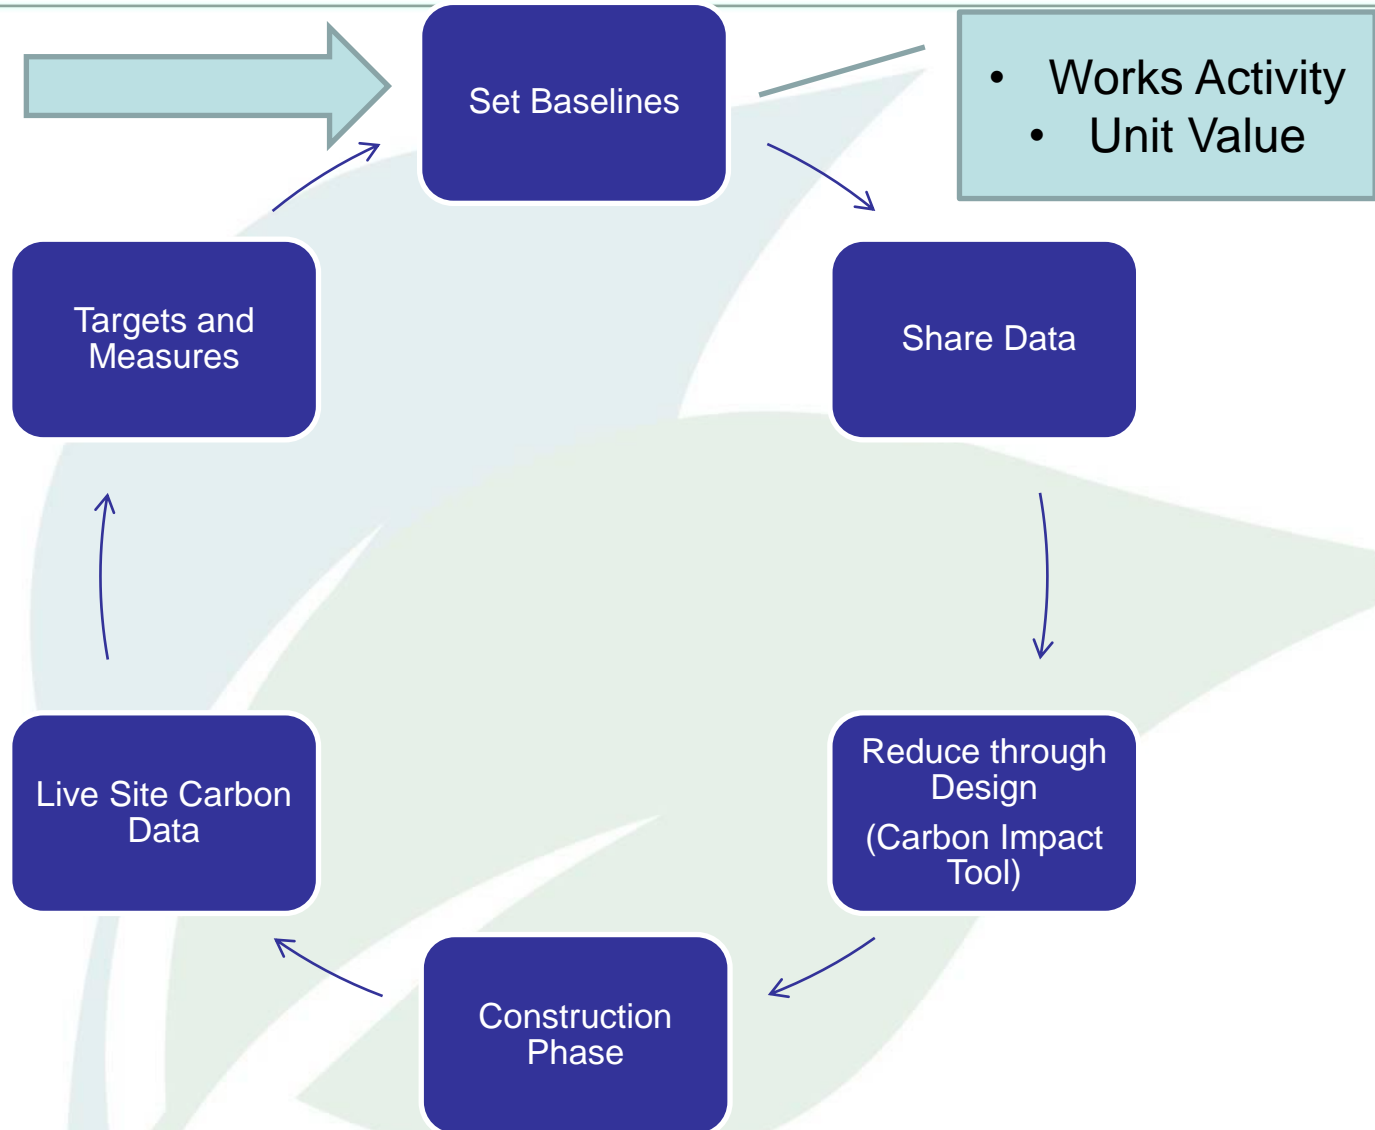 Set Baselines
• Works Activity
• Unit Value
Targets and
Measures
Share Data
Live Site Carbon
Data
Reduce through
Design
(Carbon Impact
Tool)
Construction
Phase